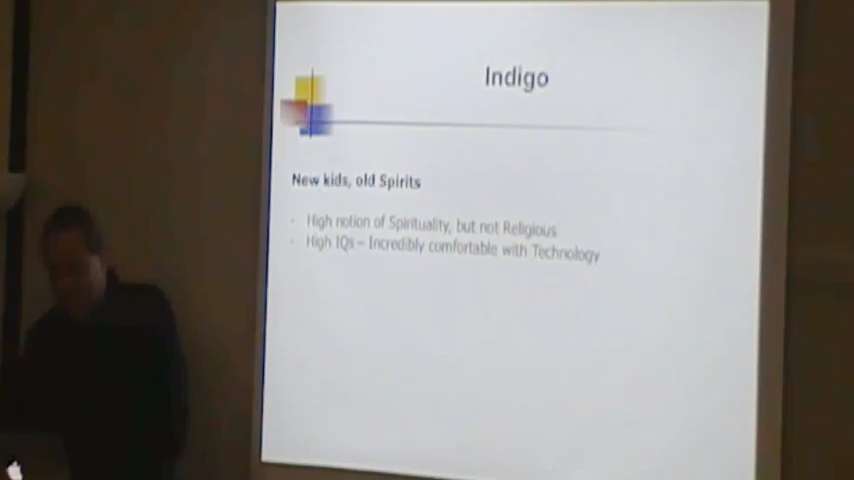 Indigo
New kids, old Spirits
- High notion of Spirituality, but not Religious
- High IQs – Incredibly comfortable with Technology